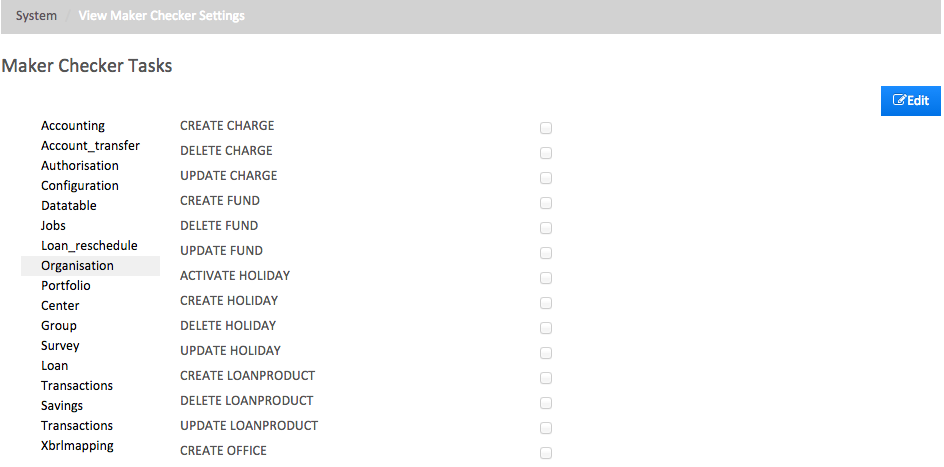 System / View Maker Checker Settings
Maker Checker Tasks
Edit
Accounting
Account_transfer
Authorisation
Configuration
Datatable
Jobs
Loan_reschedule
Organisation
Portfolio
Center
Group
Survey
Loan
Transactions
Savings
Transactions
Xbrlmapping
CREATE CHARGE
DELETE CHARGE
UPDATE CHARGE
CREATE FUND
DELETE FUND
UPDATE FUND
ACTIVATE HOLIDAY
CREATE HOLIDAY
DELETE HOLIDAY
UPDATE HOLIDAY
CREATE LOANPRODUCT
DELETE LOANPRODUCT
UPDATE LOANPRODUCT
CREATE OFFICE